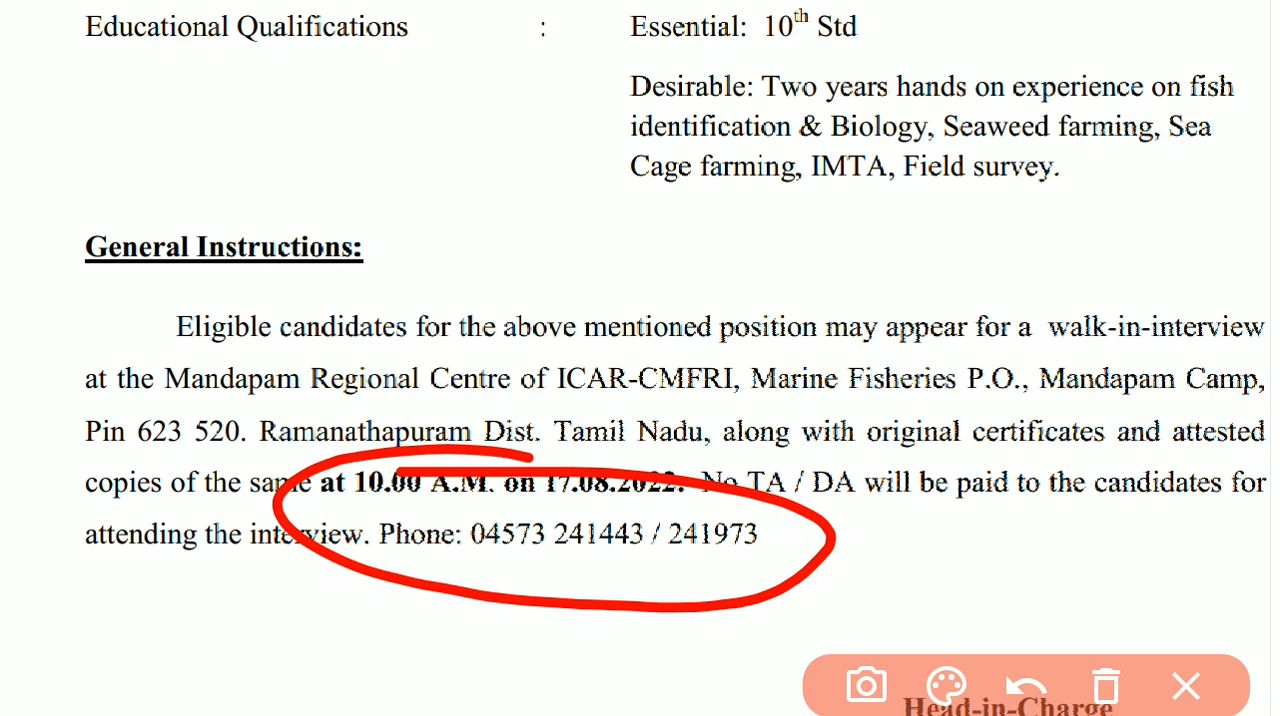 Educational Qualifications : Essential: 10th Std
Desirable: Two years hands on experience on fish
identification & Biology, Seaweed farming, Sea
Cage farming, IMTA, Field survey.
General Instructions:
Eligible candidates for the above mentioned position may appear for a walk-in-interview
at the Mandapam Regional Centre of ICAR-CMFRI, Marine Fisheries P.O., Mandapam Camp,
Pin 623 520. Ramanathapuram Dist. Tamil Nadu, along with original certificates and attested
copies of the same at 10.00 A.M. on 17.08.2022. No TA / DA will be paid to the candidates for
attending the interview. Phone: 04573 241443 / 241973
Head-in-Charge